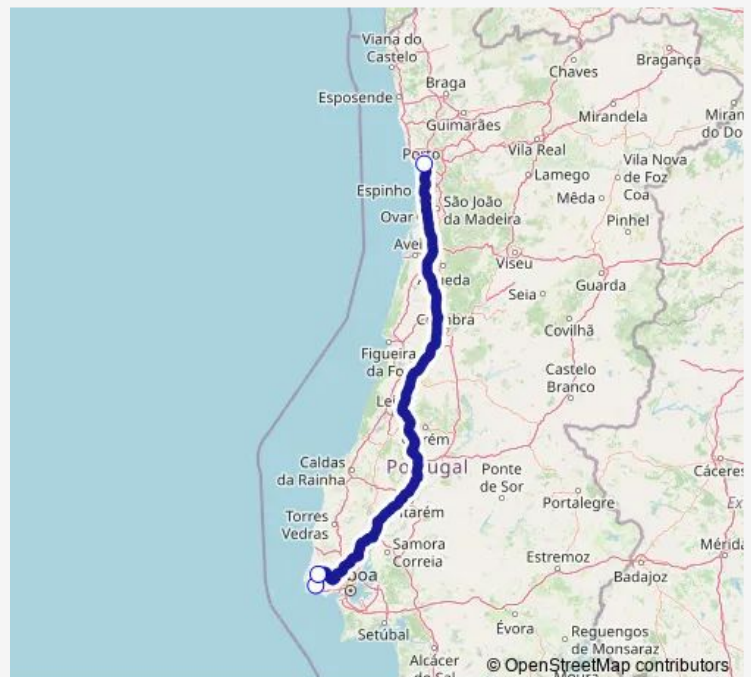 Viana do
Castelo
Bragança
Chaves
Braga
Esposende
Mirandela
Guimarães
do Do
Porto
Vila Real
Vila Nova
de Foz
Coa
Lamego
Espinho
São João
da Madeira
Mêda
Ovar
Pinhel
Viseu
Guarda
Seia
Covilhã
Figueira
da Fo
Castelo
Branco
Caldas
da Rainha
Portugal
Ponte
de Sor
Cáceres
Portalegre
Torres
Vedras
Samora
Correia
Estremoz
Badajoz
Setúbal
Évora
Reguengos
de Monsaraz
Alcácer
© OpenStreetMap contributors